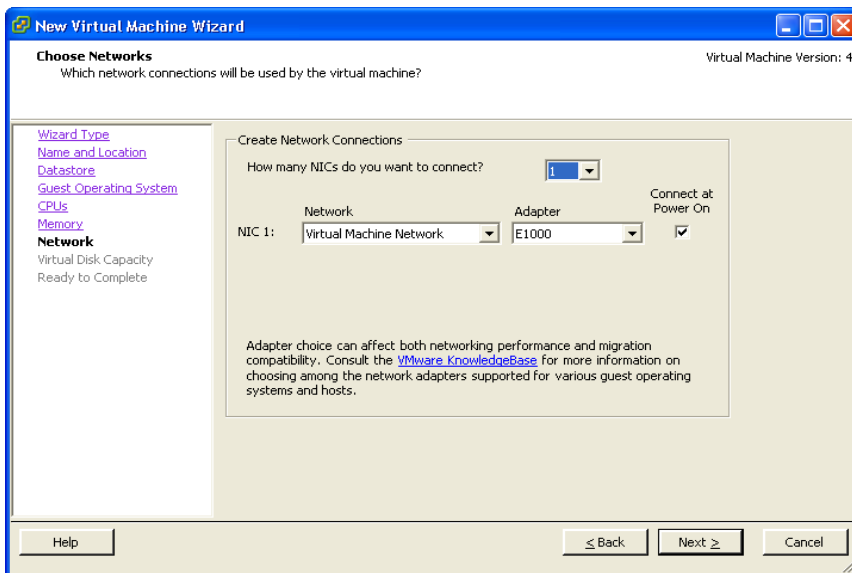 New Virtual Machine Wizard
Choose Networks
Which network connections will be used by the virtual machine?
Virtual Machine Version: 4
Wizard Type
Name and Location
Datastore
Guest Operating System
CPUs
Memory
Network
Virtual Disk Capacity
Ready to Complete
Create Network Connections
How many NICs do you want to connect?
1
Network
Adapter
Connect at
Power On
NIC 1:
Virtual Machine Network
E1000
Adapter choice can affect both networking performance and migration
compatibility. Consult the VMware KnowledgeBase for more information on
choosing among the network adapters supported for various guest operating
systems and hosts.
Help
< Back
Next >
Cancel